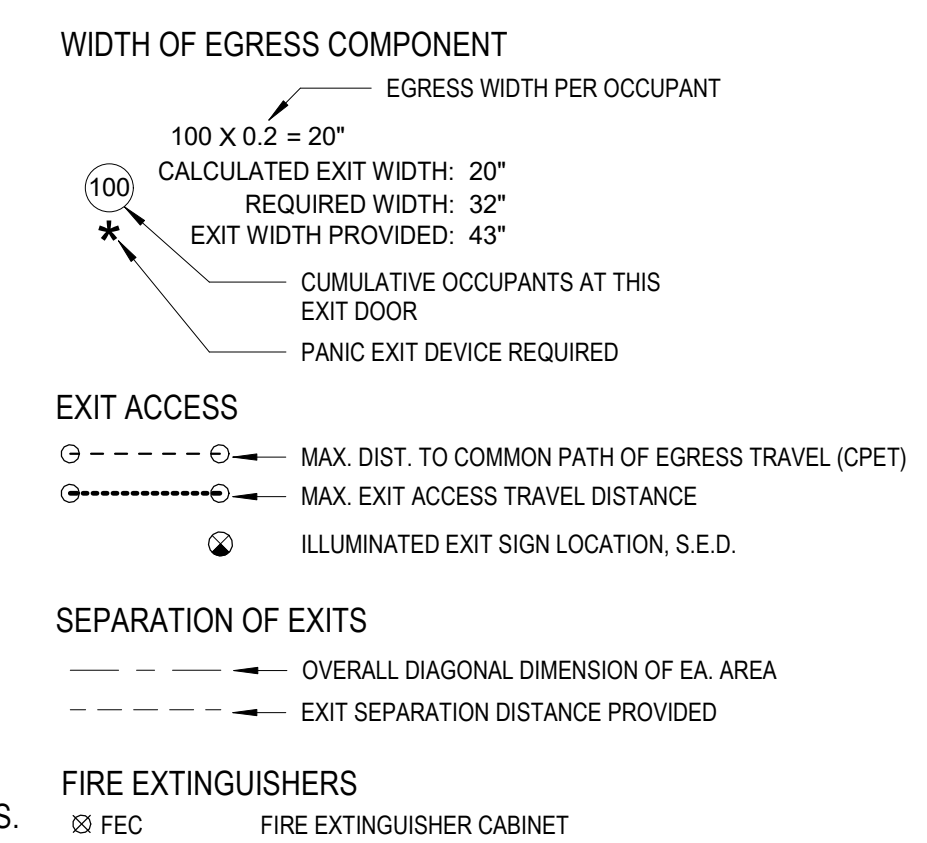 WIDTH OF EGRESS COMPONENT
EGRESS WIDTH PER OCCUPANT
100 X 0.2 = 20"
CALCULATED EXIT WIDTH: 20"
100
REQUIRED WIDTH: 32"
* EXIT WIDTH PROVIDED: 43"
CUMULATIVE OCCUPANTS AT THIS
EXIT DOOR
PANIC EXIT DEVICE REQUIRED
EXIT ACCESS
MAX. DIST. TO COMMON PATH OF EGRESS TRAVEL (CPET)
MAX. EXIT ACCESS TRAVEL DISTANCE
ILLUMINATED EXIT SIGN LOCATION, S.E.D.
SEPARATION OF EXITS
OVERALL DIAGONAL DIMENSION OF EA. AREA
EXIT SEPARATION DISTANCE PROVIDED
FIRE EXTINGUISHERS
S.
FEC FIRE EXTINGUISHER CABINET